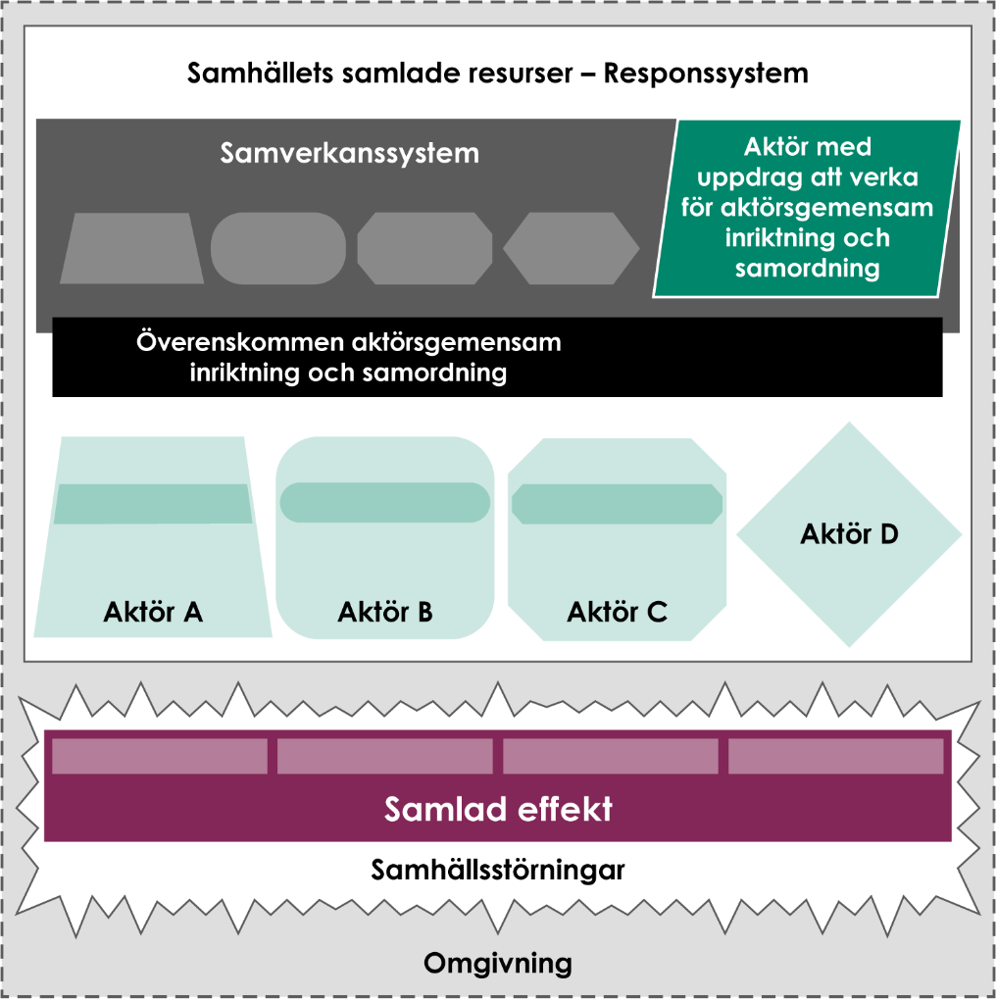 Samhällets samlade resurser – Responssystem
Samverkanssystem
Aktör med
uppdrag att verka
för aktörsgemensam
inriktning och
samordning
Överenskommen aktörsgemensam
inriktning och samordning
Aktör A
Aktör B
Aktör C
Aktör D
Samlad effekt
Samhällsstörningar
Omgivning